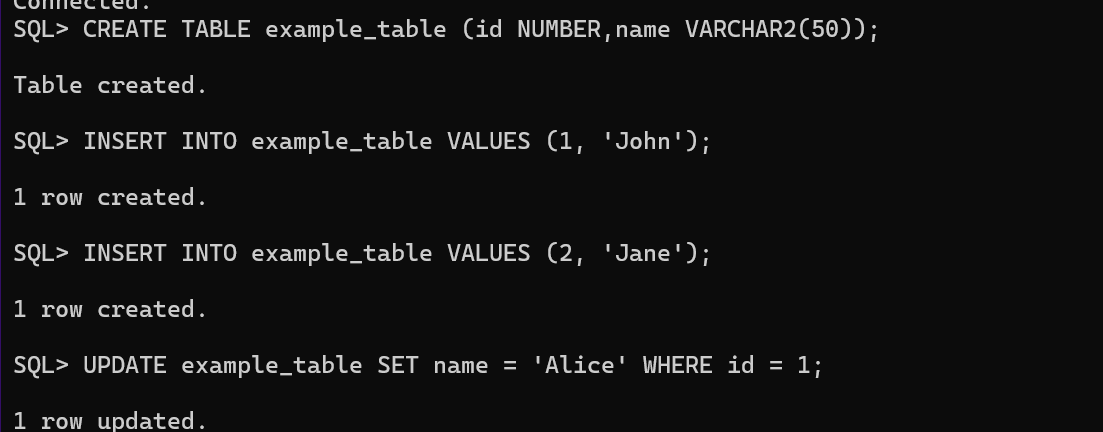 Connected.
SQL> CREATE TABLE example_table (id NUMBER,name VARCHAR2(50));
Table created.
SQL> INSERT INTO example_table VALUES (1, 'John');
1 row created.
SQL> INSERT INTO example_table VALUES (2, 'Jane');
1 row created.
SQL> UPDATE example_table SET name = 'Alice' WHERE id = 1;
1 row updated.